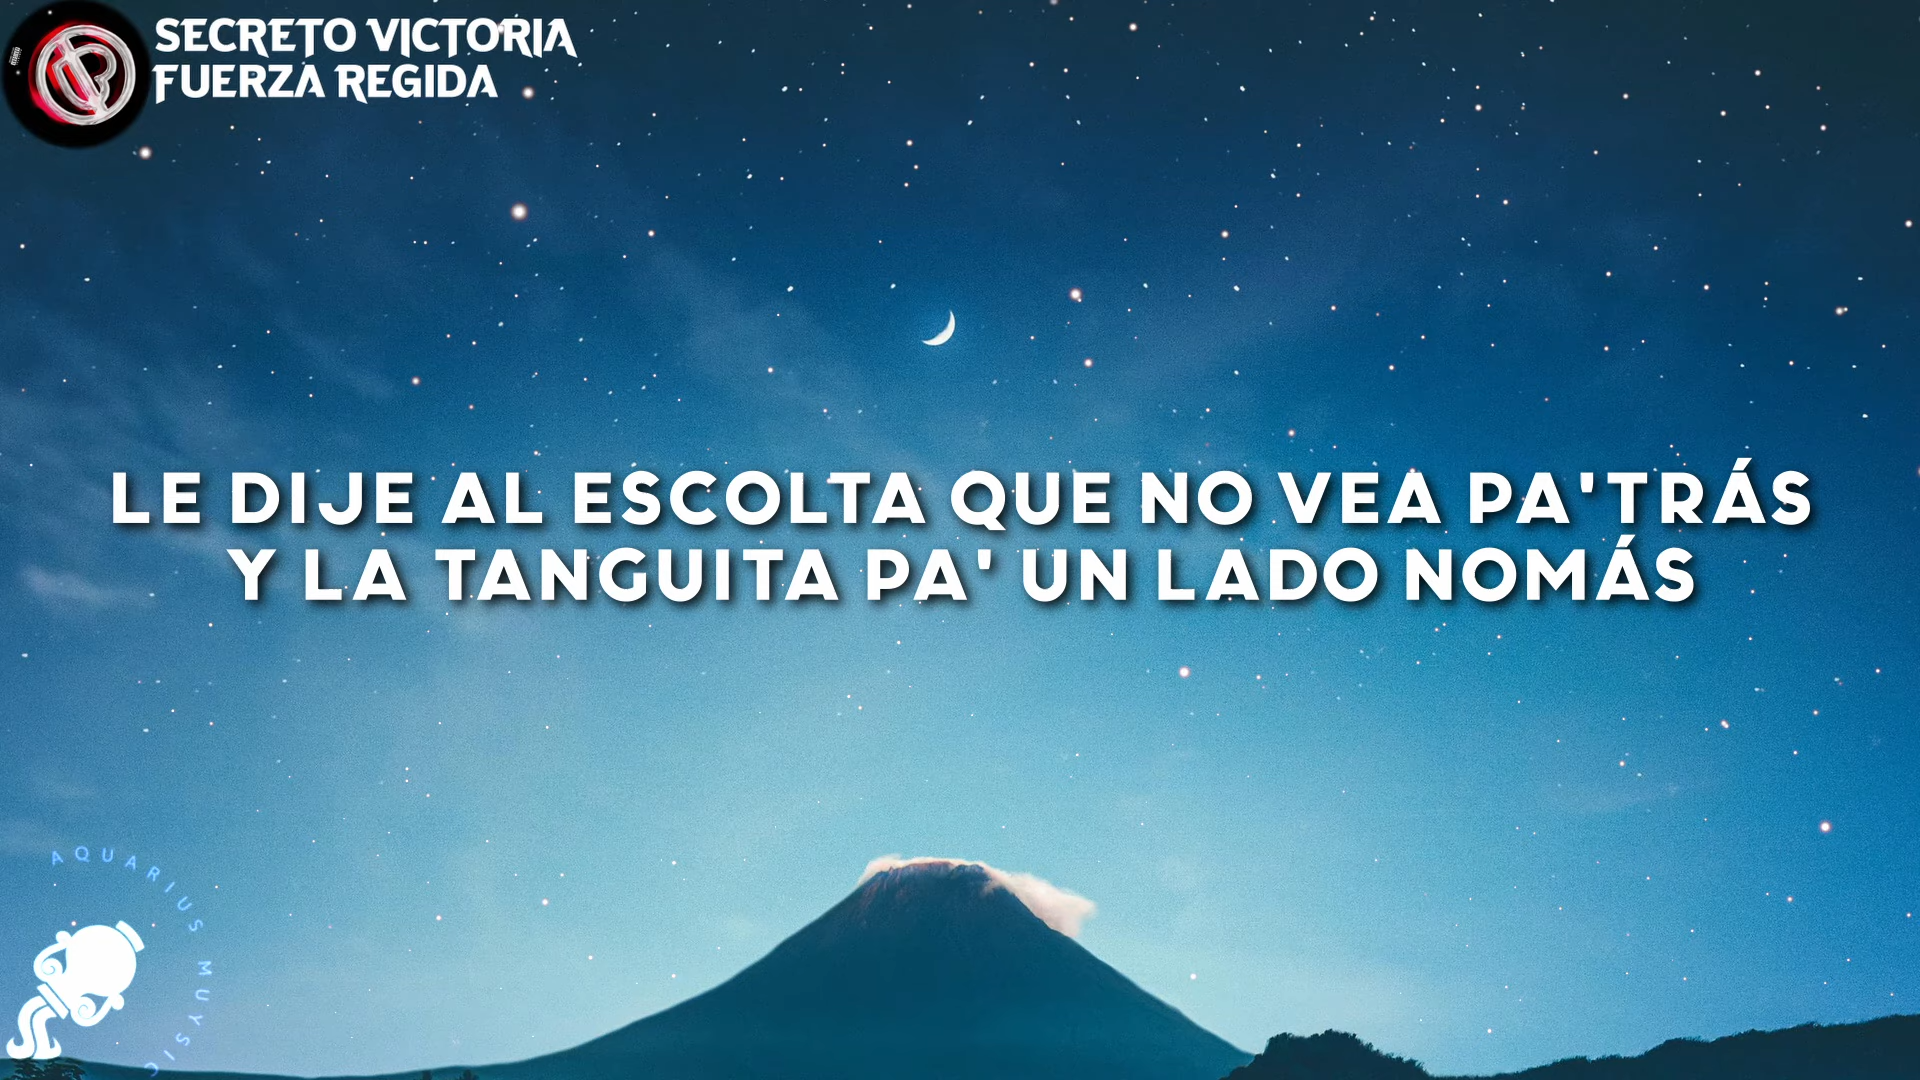 SECRETO VICTORIA
FUERZA REGIDA
LE DIJE AL ESCOLTA QUE NO VEA PA'TRÁS
Y LA TANGUITA PA' UN LADO NOMÁS
AQUARIUS MUYSIC